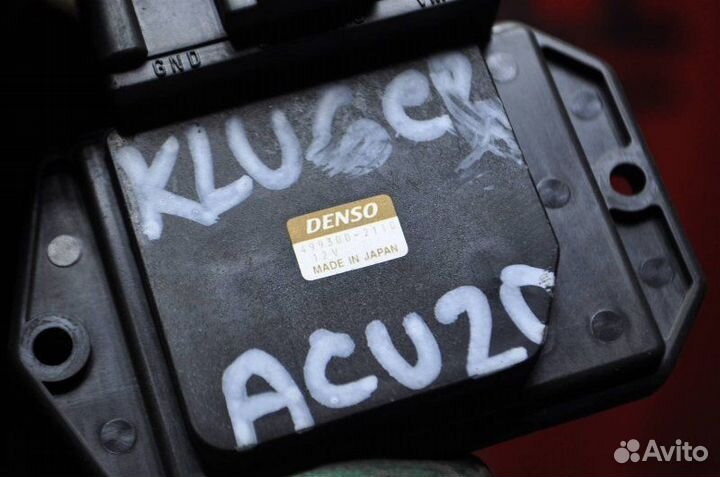 GND
KLUGER
DENSO
499300-2110
12V
MADE IN JAPAN
ACU20
Avito